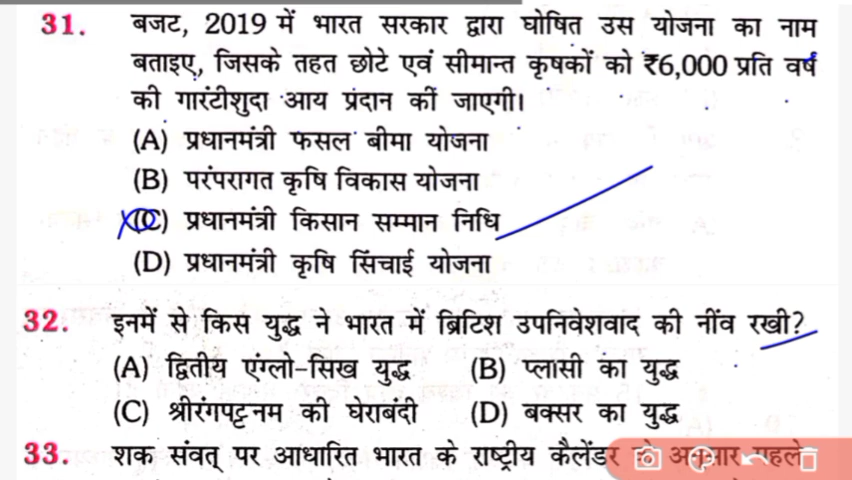 31. बजट, 2019 में भारत सरकार द्वारा घोषित उस योजना का नाम
बताइए, जिसके तहत छोटे एवं सीमान्त कृषकों को ₹6,000 प्रति वर्ष
की गारंटीशुदा आय प्रदान की जाएगी।
(A) प्रधानमंत्री फसल बीमा योजना
(B) परंपरागत कृषि विकास योजना
(C) प्रधानमंत्री किसान सम्मान निधि
(D) प्रधानमंत्री कृषि सिंचाई योजना
32. इनमें से किस युद्ध ने भारत में ब्रिटिश उपनिवेशवाद की नींव रखी?
(A) द्वितीय एंग्लो-सिख युद्ध (B) प्लासी का युद्ध
(C) श्रीरंगपट्टनम की घेराबंदी (D) बक्सर का युद्ध
33. शक संवत् पर आधारित भारत के राष्ट्रीय कैलेंडर के अनुसार पहले